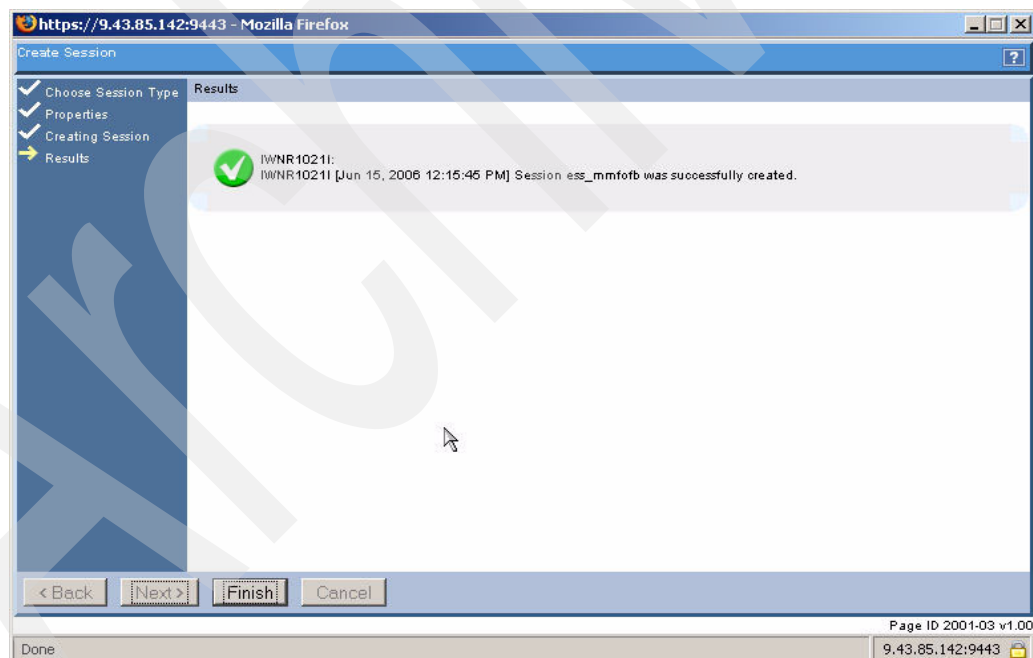 https://9.43.85.142:9443 - Mozilla Firefox
Create Session
?
Choose Session Type
Properties
Creating Session
Results
Results
IWNR1021I:
IWNR1021I [Jun 15, 2006 12:15:45 PM] Session ess_mmfofb was successfully created.
< Back Next > Finish Cancel
Page ID 2001-03 v1.00
Done 9.43.85.142:9443